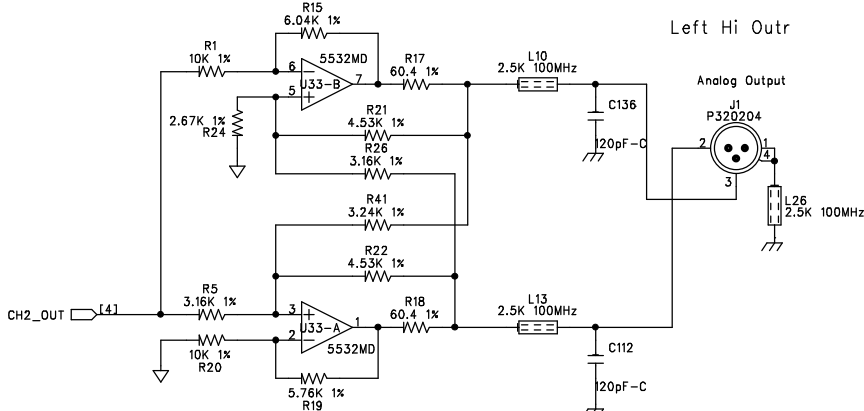 Left Hi Outr
R15
6.04K 1%
R1
10K 1%
6
5
5532MD
U33-B
7
R17
60.4 1%
L10
2.5K 100MHz
Analog Output
J1
P320204
2.67K 1%
R24
R21
4.53K 1%
R26
3.16K 1%
C136
120pF-C
2
1
4
3
R41
3.24K 1%
L26
2.5K 100MHz
R22
4.53K 1%
CH2_OUT
[4]
R5
3.16K 1%
3
2
U33-A
1
5532MD
R18
60.4 1%
L13
2.5K 100MHz
10K 1%
R20
C112
120pF-C
5.76K 1%
R19